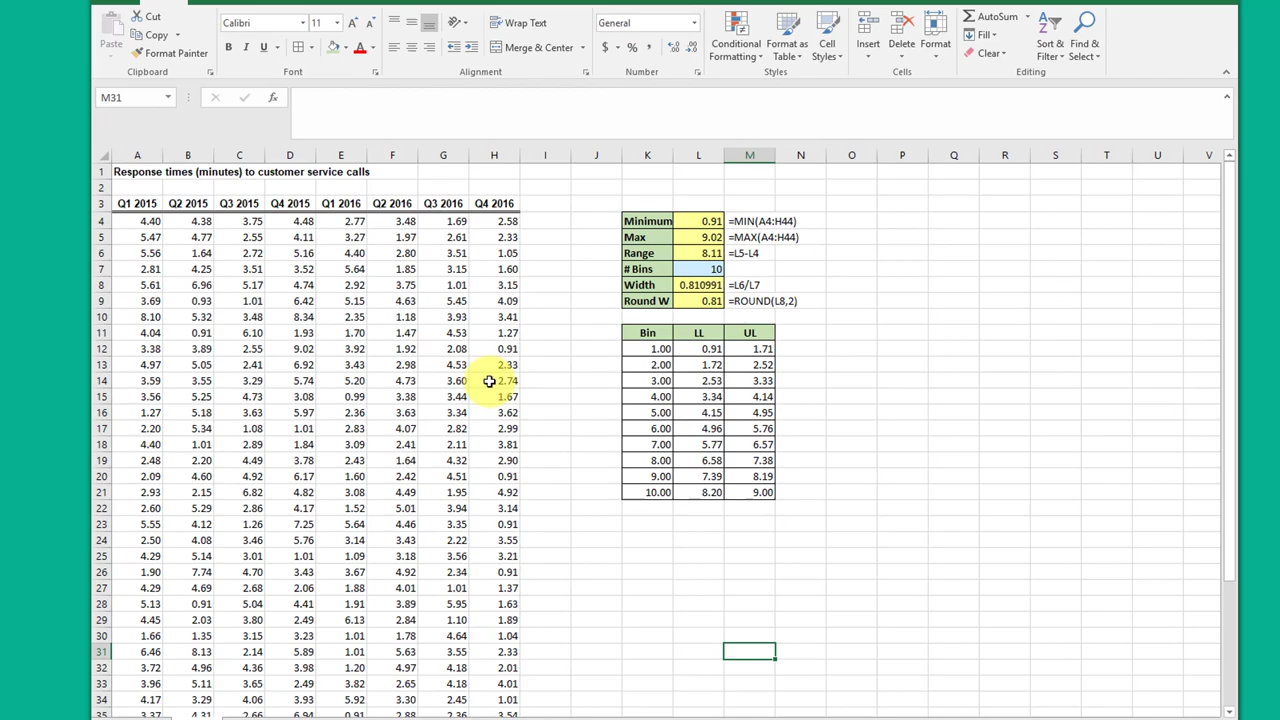 Cut
Copy
Format Painter
Paste
Clipboard
Calibri 11
B I U
Font
Wrap Text
Merge & Center
Alignment
General
$ % ,
Number
Conditional Formatting
Format as Table
Cell Styles
Styles
Insert Delete Format
Cells
AutoSum
Fill
Clear
Sort & Filter
Find & Select
Editing
M31 fx
A B C D E F G H I J K L M N O P Q R S T U V
1 Response times (minutes) to customer service calls
2
3 Q1 2015 Q2 2015 Q3 2015 Q4 2015 Q1 2016 Q2 2016 Q3 2016 Q4 2016
4 4.40 4.38 3.75 4.48 2.77 3.48 1.69 2.58 Minimum 0.91 =MIN(A4:H44)
5 5.47 4.77 2.55 4.11 3.27 1.97 2.61 2.33 Max 9.02 =MAX(A4:H44)
6 5.56 1.64 2.72 5.16 4.40 2.80 3.51 1.05 Range 8.11 =L5-L4
7 2.81 4.25 3.51 3.52 5.64 1.85 3.15 1.60 # Bins 10
8 5.61 6.96 5.17 4.74 2.92 3.75 1.01 3.15 Width 0.810991 =L6/L7
9 3.69 0.93 1.01 6.42 5.15 4.63 5.45 4.09 Round W 0.81 =ROUND(L8,2)
10 8.10 5.32 3.48 8.34 2.35 1.18 3.93 3.41
11 4.04 0.91 6.10 1.93 1.70 1.47 4.53 1.27 Bin LL UL
12 3.38 3.89 2.55 9.02 3.92 1.92 2.08 0.91 1.00 0.91 1.71
13 4.97 5.05 2.41 6.92 3.43 2.98 4.53 2.33 2.00 1.72 2.52
14 3.59 3.55 3.29 5.74 5.20 4.73 3.60 2.74 3.00 2.53 3.33
15 3.56 5.25 4.73 3.08 0.99 3.38 3.44 1.67 4.00 3.34 4.14
16 1.27 5.18 3.63 5.97 2.36 3.63 3.34 3.62 5.00 4.15 4.95
17 2.20 5.34 1.08 1.01 2.83 4.07 2.82 2.99 6.00 4.96 5.76
18 4.40 1.01 2.89 1.84 3.09 2.41 2.11 3.81 7.00 5.77 6.57
19 2.48 2.20 4.49 3.78 2.43 1.64 4.32 2.90 8.00 6.58 7.38
20 2.09 4.60 4.92 6.17 1.60 2.42 4.51 0.91 9.00 7.39 8.19
21 2.93 2.15 6.82 4.82 3.08 4.49 1.95 4.92 10.00 8.20 9.00
22 2.60 5.29 2.86 4.17 1.52 5.01 3.94 3.14
23 5.55 4.12 1.26 7.25 5.64 4.46 3.35 0.91
24 2.50 4.08 3.46 5.76 3.14 3.43 2.22 3.55
25 4.29 5.14 3.01 1.01 1.09 3.18 3.56 3.21
26 1.90 7.74 4.70 3.43 3.67 4.92 2.34 0.91
27 4.29 4.69 2.68 2.06 1.88 4.01 1.01 1.37
28 5.13 0.91 5.04 4.41 1.91 3.89 5.95 1.63
29 4.45 2.03 3.80 2.49 6.13 2.84 1.10 1.89
30 1.66 1.35 3.15 3.23 1.01 1.78 4.64 1.04
31 6.46 8.13 2.14 5.89 1.01 5.63 3.55 2.33
32 3.72 4.96 4.36 3.98 1.20 4.97 4.18 2.01
33 3.96 5.11 3.65 2.49 3.82 2.65 4.18 4.01
34 4.17 3.29 4.06 3.93 5.92 3.30 2.45 1.01
35 3.37 4.31 2.66 6.94 0.91 2.88 2.36 3.54